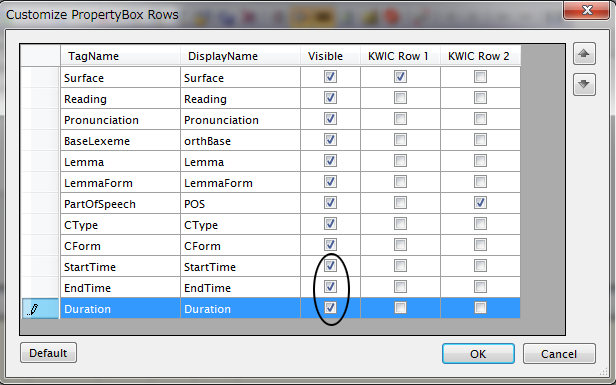 Customize PropertyBox Rows
TagName DisplayName Visible KWIC Row 1 KWIC Row 2
Surface Surface
Reading Reading
Pronunciation Pronunciation
BaseLexeme orthBase
Lemma Lemma
LemmaForm LemmaForm
PartOfSpeech POS
CType CType
CForm CForm
StartTime StartTime
EndTime EndTime
Duration Duration
Default OK Cancel